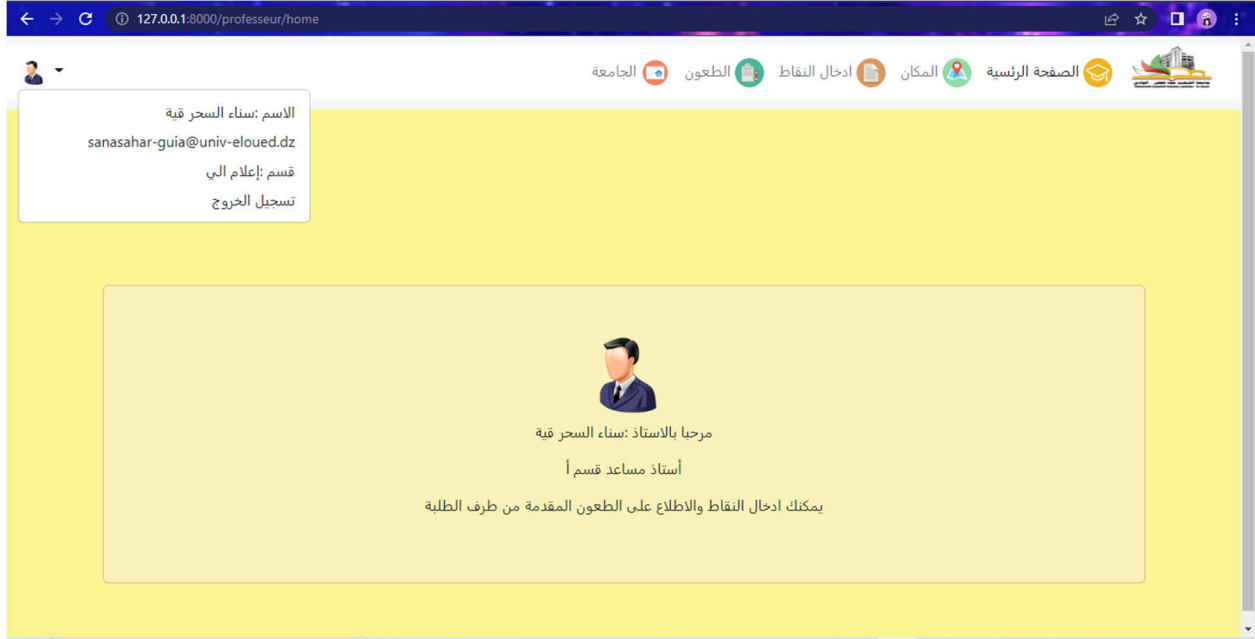 127.0.0.1:8000/professeur/home
الصفحة الرئسية المكان ادخال النقاط الطعون الجامعة
الاسم :سناء السحر قية
sanasahar-guia@univ-eloued.dz
قسم :إعلام الي
تسجيل الخروج
مرحبا بالاستاذ :سناء السحر قية
أستاذ مساعد قسم أ
يمكنك ادخال النقاط والاطلاع على الطعون المقدمة من طرف الطلبة